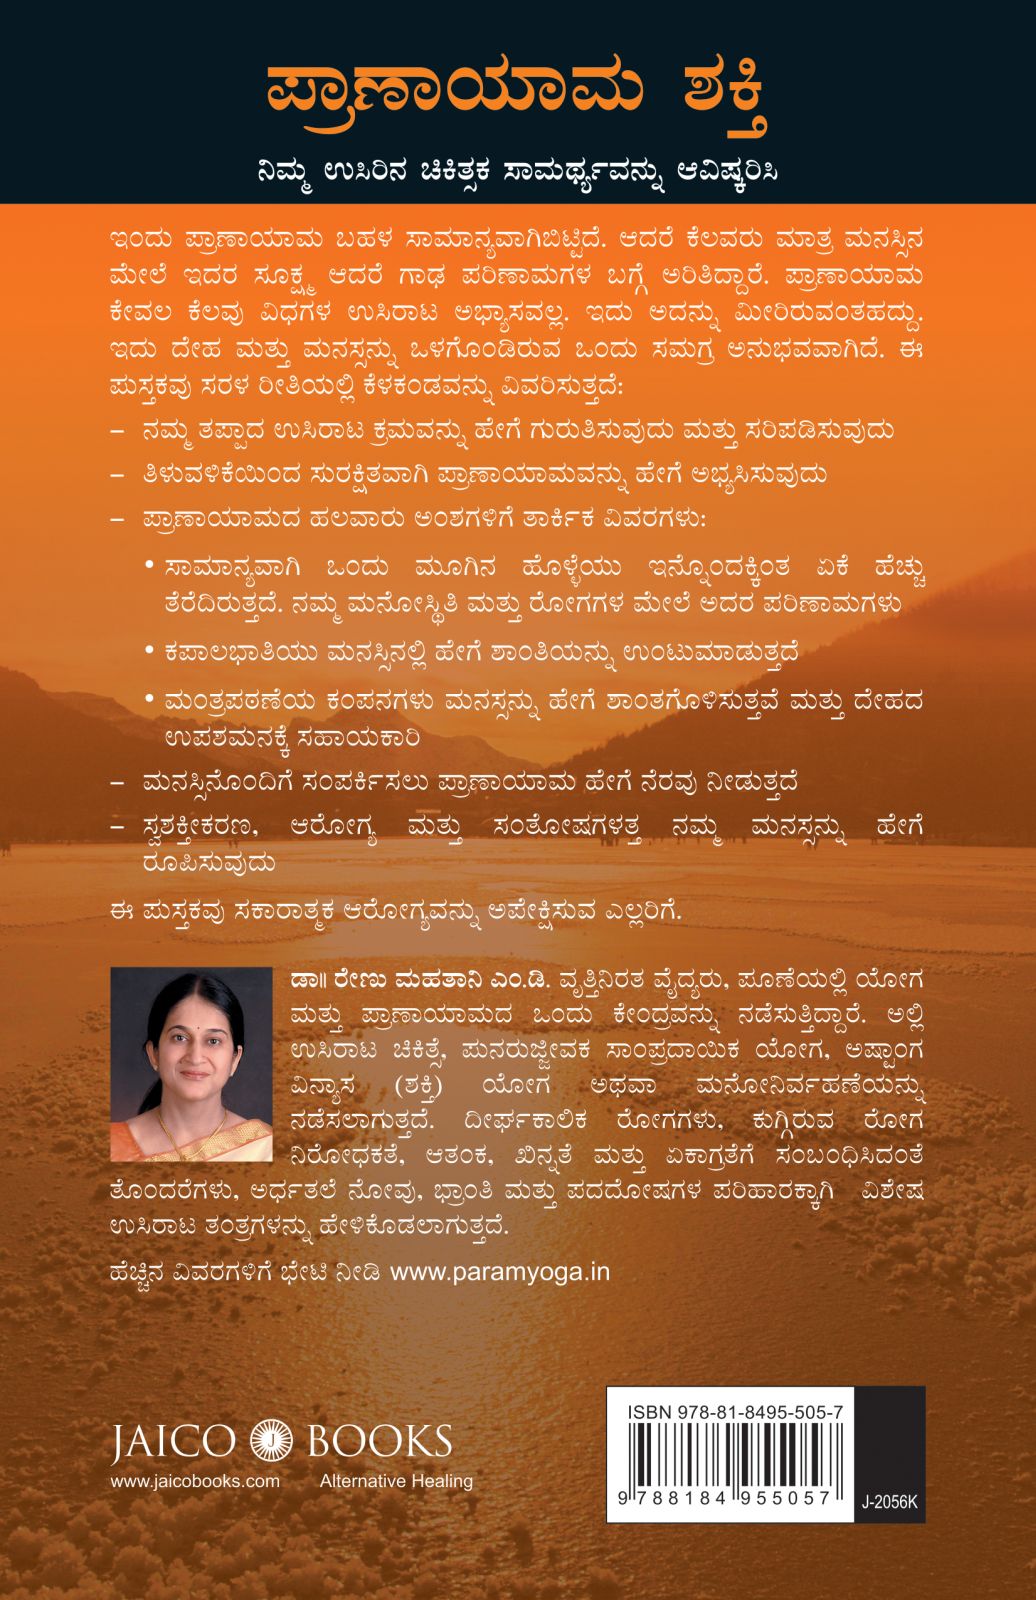 ಪ್ರಾಣಾಯಾಮ ಶಕ್ತಿ
ನಿಮ್ಮ ಉಸಿರಿನ ಚಿಕಿತ್ಸಕ ಸಾಮರ್ಥ್ಯವನ್ನು ಆವಿಷ್ಕರಿಸಿ
ಇಂದು ಪ್ರಾಣಾಯಾಮ ಬಹಳ ಸಾಮಾನ್ಯವಾಗಿಬಿಟ್ಟಿದೆ. ಆದರೆ ಕೆಲವರು ಮಾತ್ರ ಮನಸ್ಸಿನ
ಮೇಲೆ ಇದರ ಸೂಕ್ಷ್ಮ ಆದರೆ ಗಾಢ ಪರಿಣಾಮಗಳ ಬಗ್ಗೆ ಅರಿತಿದ್ದಾರೆ. ಪ್ರಾಣಾಯಾಮ
ಕೇವಲ ಕೆಲವು ವಿಧಗಳ ಉಸಿರಾಟ ಅಭ್ಯಾಸವಲ್ಲ. ಇದು ಅದನ್ನು ಮೀರಿರುವಂತಹದ್ದು.
ಇದು ದೇಹ ಮತ್ತು ಮನಸ್ಸನ್ನು ಒಳಗೊಂಡಿರುವ ಒಂದು ಸಮಗ್ರ ಅನುಭವವಾಗಿದೆ. ಈ
ಪುಸ್ತಕವು ಸರಳ ರೀತಿಯಲ್ಲಿ ಕೆಳಕಂಡವನ್ನು ವಿವರಿಸುತ್ತದೆ:
– ನಮ್ಮ ತಪ್ಪಾದ ಉಸಿರಾಟ ಕ್ರಮವನ್ನು ಹೇಗೆ ಗುರುತಿಸುವುದು ಮತ್ತು ಸರಿಪಡಿಸುವುದು
– ತಿಳುವಳಿಕೆಯಿಂದ ಸುರಕ್ಷಿತವಾಗಿ ಪ್ರಾಣಾಯಾಮವನ್ನು ಹೇಗೆ ಅಭ್ಯಸಿಸುವುದು
– ಪ್ರಾಣಾಯಾಮದ ಹಲವಾರು ಅಂಶಗಳಿಗೆ ತಾರ್ಕಿಕ ವಿವರಗಳು:
• ಸಾಮಾನ್ಯವಾಗಿ ಒಂದು ಮೂಗಿನ ಹೊಳ್ಳೆಯು ಇನ್ನೊಂದಕ್ಕಿಂತ ಏಕೆ ಹೆಚ್ಚು
ತೆರೆದಿರುತ್ತದೆ. ನಮ್ಮ ಮನೋಸ್ಥಿತಿ ಮತ್ತು ರೋಗಗಳ ಮೇಲೆ ಅದರ ಪರಿಣಾಮಗಳು
• ಕಪಾಲಭಾತಿಯು ಮನಸ್ಸಿನಲ್ಲಿ ಹೇಗೆ ಶಾಂತಿಯನ್ನು ಉಂಟುಮಾಡುತ್ತದೆ
• ಮಂತ್ರಪಠಣೆಯ ಕಂಪನಗಳು ಮನಸ್ಸನ್ನು ಹೇಗೆ ಶಾಂತಗೊಳಿಸುತ್ತವೆ ಮತ್ತು ದೇಹದ
ಉಪಶಮನಕ್ಕೆ ಸಹಾಯಕಾರಿ
– ಮನಸ್ಸಿನೊಂದಿಗೆ ಸಂಪರ್ಕಿಸಲು ಪ್ರಾಣಾಯಾಮ ಹೇಗೆ ನೆರವು ನೀಡುತ್ತದೆ
– ಸ್ವಶಕ್ತೀಕರಣ, ಆರೋಗ್ಯ ಮತ್ತು ಸಂತೋಷಗಳತ್ತ ನಮ್ಮ ಮನಸ್ಸನ್ನು ಹೇಗೆ
ರೂಪಿಸುವುದು
ಈ ಪುಸ್ತಕವು ಸಕಾರಾತ್ಮಕ ಆರೋಗ್ಯವನ್ನು ಅಪೇಕ್ಷಿಸುವ ಎಲ್ಲರಿಗೆ.
ಡಾ॥ ರೇಣು ಮಹತಾನಿ ಎಂ.ಡಿ. ವೃತ್ತಿನಿರತ ವೈದ್ಯರು, ಪೂಣೆಯಲ್ಲಿ ಯೋಗ
ಮತ್ತು ಪ್ರಾಣಾಯಾಮದ ಒಂದು ಕೇಂದ್ರವನ್ನು ನಡೆಸುತ್ತಿದ್ದಾರೆ. ಅಲ್ಲಿ
ಉಸಿರಾಟ ಚಿಕಿತ್ಸೆ, ಪುನರುಜ್ಜೀವಕ ಸಾಂಪ್ರದಾಯಿಕ ಯೋಗ, ಅಷ್ಟಾಂಗ
ವಿನ್ಯಾಸ (ಶಕ್ತಿ) ಯೋಗ ಅಥವಾ ಮನೋನಿರ್ವಹಣೆಯನ್ನು
ನಡೆಸಲಾಗುತ್ತದೆ. ದೀರ್ಘಕಾಲಿಕ ರೋಗಗಳು, ಕುಗ್ಗಿರುವ ರೋಗ
ನಿರೋಧಕತೆ, ಆತಂಕ, ಖಿನ್ನತೆ ಮತ್ತು ಏಕಾಗ್ರತೆಗೆ ಸಂಬಂಧಿಸಿದಂತೆ
ತೊಂದರೆಗಳು, ಅರ್ಧತಲೆ ನೋವು, ಭ್ರಾಂತಿ ಮತ್ತು ಪದದೋಷಗಳ ಪರಿಹಾರಕ್ಕಾಗಿ ವಿಶೇಷ
ಉಸಿರಾಟ ತಂತ್ರಗಳನ್ನು ಹೇಳಿಕೊಡಲಾಗುತ್ತದೆ.
ಹೆಚ್ಚಿನ ವಿವರಗಳಿಗೆ ಭೇಟಿ ನೀಡಿ www.paramyoga.in
JAICO J BOOKS
www.jaicobooks.com Alternative Healing
ISBN 978-81-8495-505-7
9 788184 955057
J-2056K